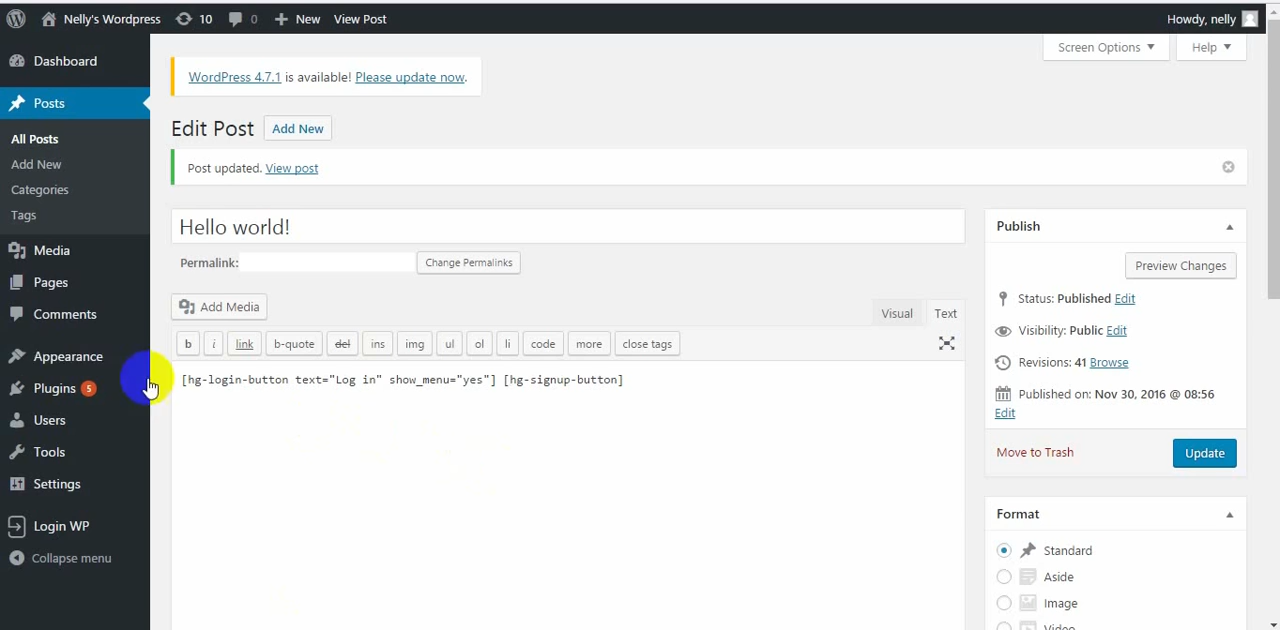 Nelly's Wordpress 10 0 New View Post Howdy, nelly
Screen Options Help
Dashboard
WordPress 4.7.1 is available! Please update now.
Posts
All Posts
Add New
Categories
Tags
Media
Pages
Comments
Appearance
Plugins 5
Users
Tools
Settings
Login WP
Collapse menu
Edit Post Add New
Post updated. View post
Hello world!
Permalink: Change Permalinks
Add Media Visual Text
b i link b-quote del ins img ul ol li code more close tags
[hg-login-button text="Log in" show_menu="yes"] [hg-signup-button]
Publish
Preview Changes
Status: Published Edit
Visibility: Public Edit
Revisions: 41 Browse
Published on: Nov 30, 2016 @ 08:56
Edit
Move to Trash Update
Format
Standard
Aside
Image
Video